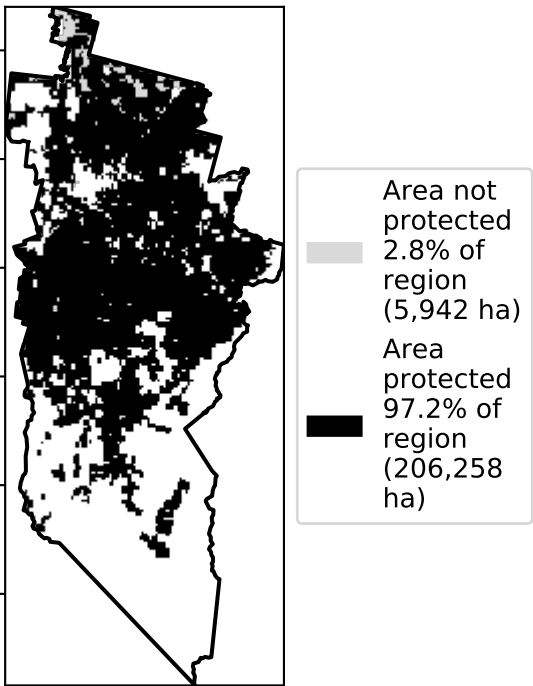 Area not
protected
2.8% of
region
(5,942 ha)
Area
protected
97.2% of
region
(206,258
ha)